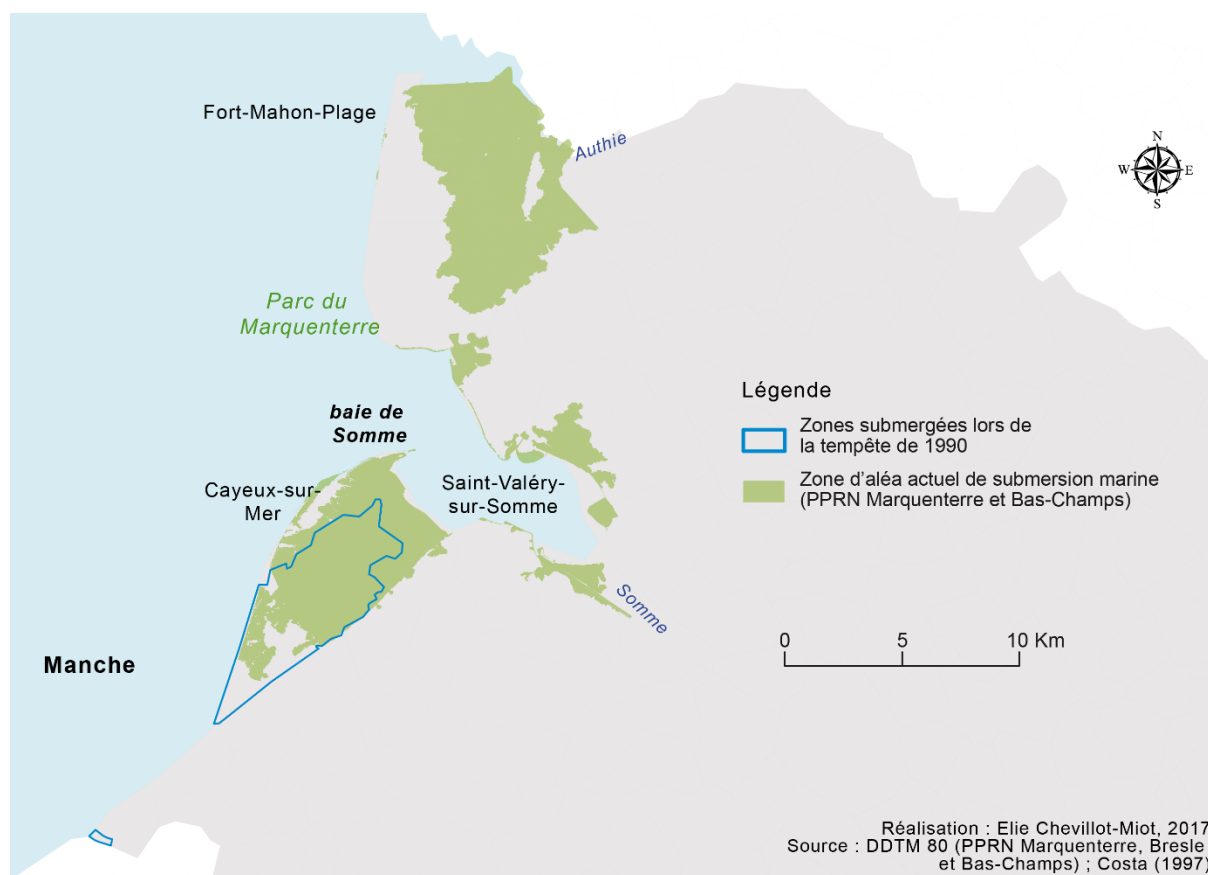 Fort-Mahon-Plage
Authie
N
W
E
S
Parc du
Marquenterre
baie de
Somme
Cayeux-sur-
Mer
Saint-Valéry-
sur-Somme
Somme
Manche
Légende
Zones submergées lors de
la tempête de 1990
Zone d'aléa actuel de submersion marine
(PPRN Marquenterre et Bas-Champs)
0 5 10 Km
Réalisation : Elie Chevillot-Miot, 2017
Source : DDTM 80 (PPRN Marquenterre, Bresle
et Bas-Champs) ; Costa (1997)